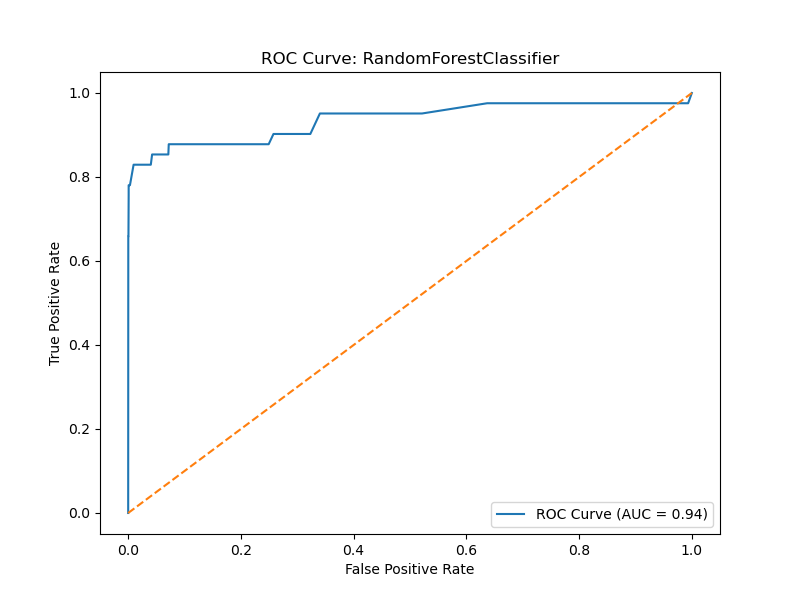 ROC Curve: RandomForestClassifier
1.0
0.8
0.6
0.4
0.2
0.0
True Positive Rate
ROC Curve (AUC = 0.94)
0.0 0.2 0.4 0.6 0.8 1.0
False Positive Rate